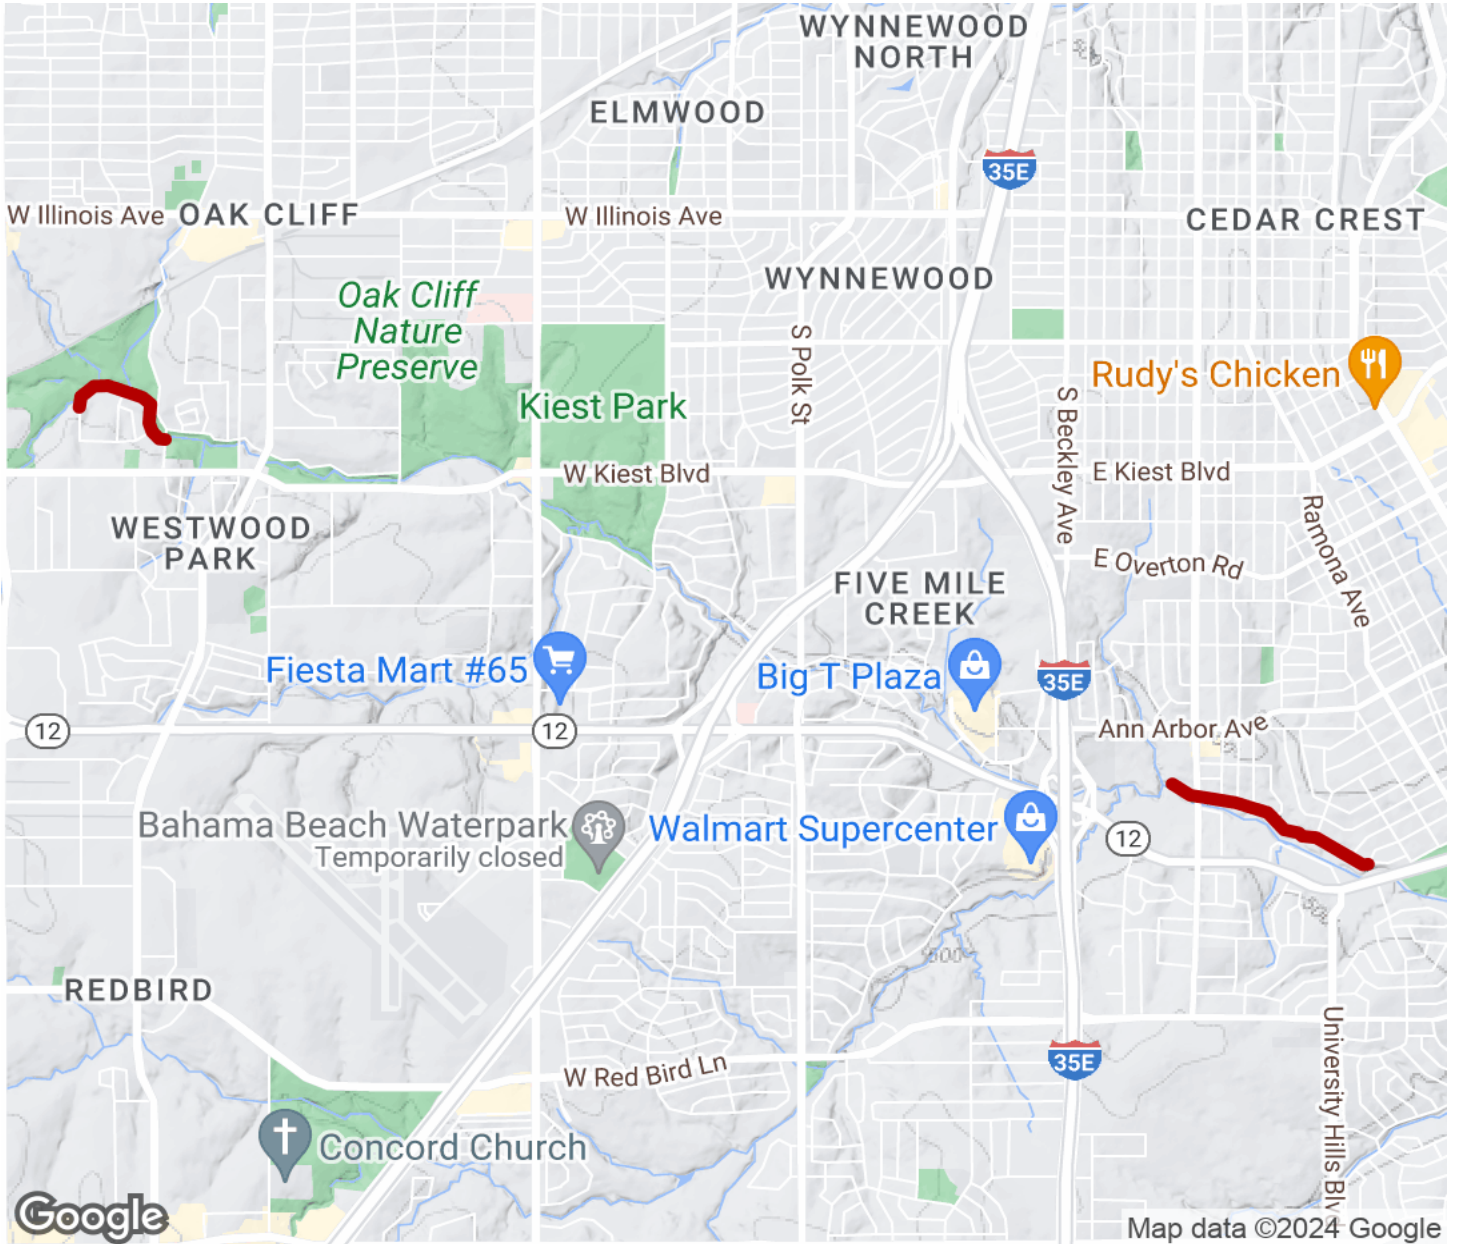 WYNNEWOOD
NORTH
ELMWOOD
35E
W Illinois Ave
OAK CLIFF
W Illinois Ave
CEDAR CREST
WYNNEWOOD
Oak Cliff
Nature
Preserve
S Polk St
Rudy's Chicken
Kiest Park
S Beckley Ave
W Kiest Blvd
E Kiest Blvd
Ramona Ave
WESTWOOD
PARK
E Overton Rd
FIVE MILE
CREEK
Fiesta Mart #65
Big T Plaza
35E
12
12
Ann Arbor Ave
Bahama Beach Waterpark
Temporarily closed
Walmart Supercenter
12
500
500
REDBIRD
University Hills Blvd
35E
W Red Bird Ln
Concord Church
Google
Map data ©2024 Google